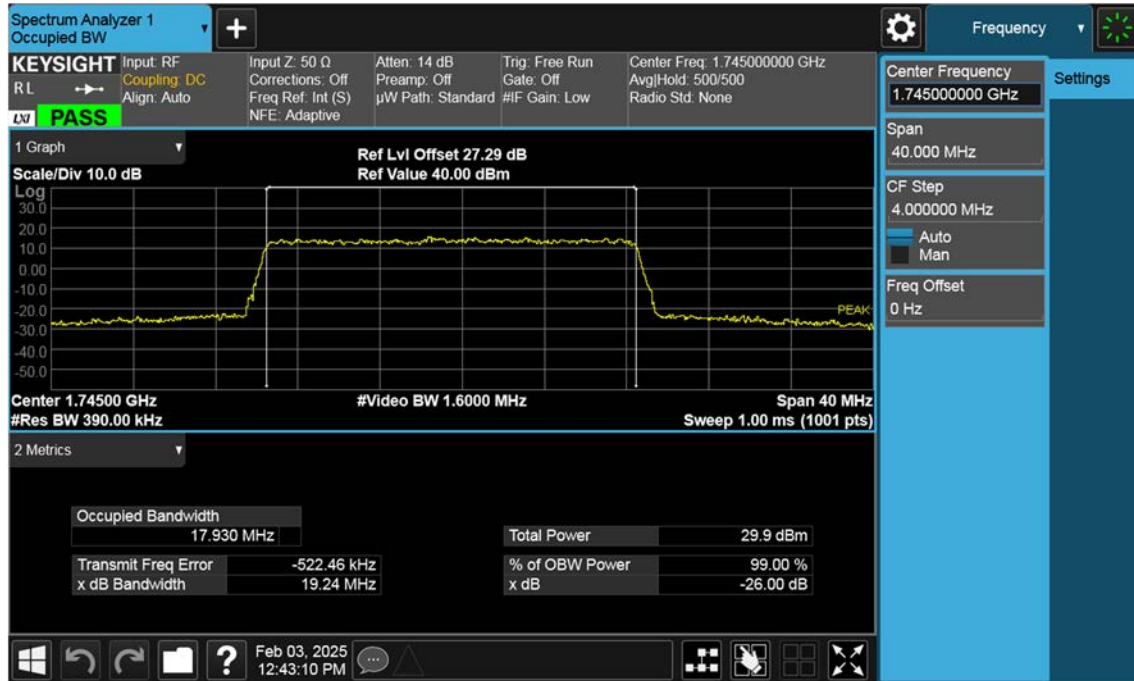 Spectrum Analyzer 1
Occupied BW
+
Frequency
KEYSIGHT
R L
LXI PASS
Input: RF
Coupling: DC
Align: Auto
Input Z: 50 Ω
Corrections: Off
Freq Ref: Int (S)
NFE: Adaptive
Atten: 14 dB
Preamp: Off
µW Path: Standard
Trig: Free Run
Gate: Off
#IF Gain: Low
Center Freq: 1.745000000 GHz
Avg|Hold: 500/500
Radio Std: None
Center Frequency
1.745000000 GHz
Settings
Span
40.000 MHz
CF Step
4.000000 MHz
Auto
Man
Freq Offset
0 Hz
1 Graph
Scale/Div 10.0 dB
Ref Lvl Offset 27.29 dB
Ref Value 40.00 dBm
Log
30.0
20.0
10.0
0.00
-10.0
-20.0
-30.0
-40.0
-50.0
PEAK
Center 1.74500 GHz
#Video BW 1.6000 MHz
Span 40 MHz
#Res BW 390.00 kHz
Sweep 1.00 ms (1001 pts)
2 Metrics
Occupied Bandwidth
17.930 MHz
Total Power 29.9 dBm
Transmit Freq Error -522.46 kHz
% of OBW Power 99.00 %
x dB Bandwidth 19.24 MHz
x dB -26.00 dB
?
Feb 03, 2025
12:43:10 PM